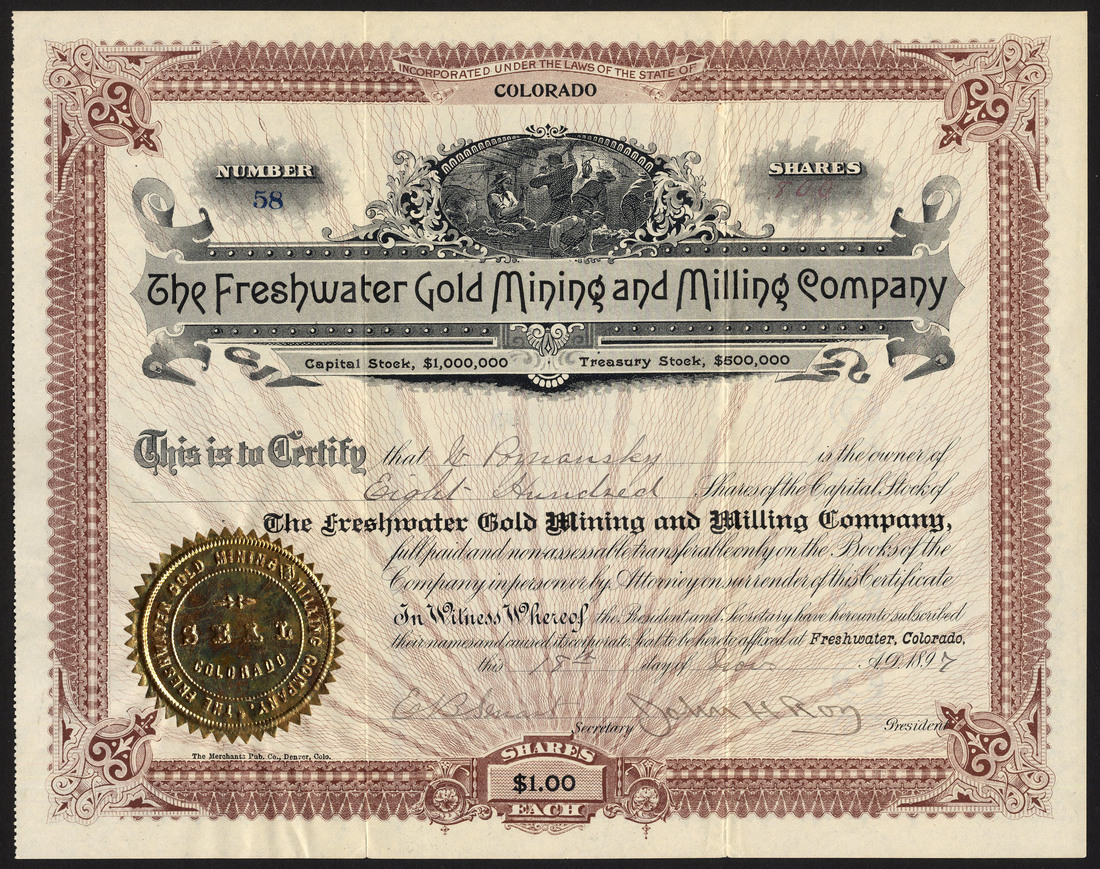 INCORPORATED UNDER THE LAWS OF THE STATE OF
COLORADO
NUMBER
58
SHARES
The Freshwater Gold Mining and Milling Company
Capital Stock, $1,000,000
Treasury Stock, $500,000
This is to Certify that is the owner of
Eight Hundred Shares of the Capital Stock of
The Freshwater Gold Mining and Milling Company,
full paid and non-assessable transferable only on the Books of the
Company in person or by Attorney on surrender of this Certificate
In Witness Whereof the President and Secretary have hereunto subscribed
their names and caused its corporate seal to be hereto affixed at Freshwater, Colorado,
this 18th day of Nov A.D. 1897
John H Roy
Secretary
President
THE FRESHWATER GOLD MINING & MILLING COMPANY.
SEAL
COLORADO
The Merchants Pub. Co., Denver, Colo.
SHARES
$1.00
EACH